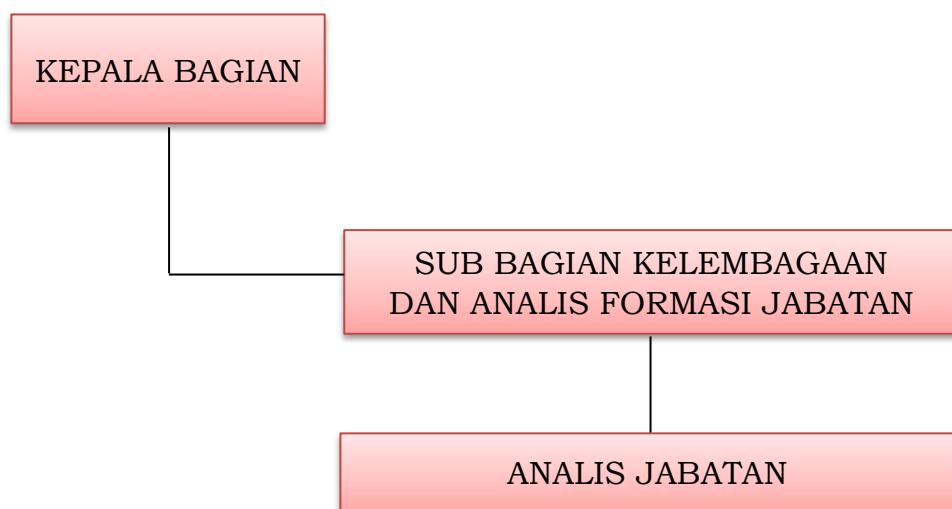 KEPALA BAGIAN
SUB BAGIAN KELEMBAGAAN
DAN ANALIS FORMASI JABATAN
ANALIS JABATAN